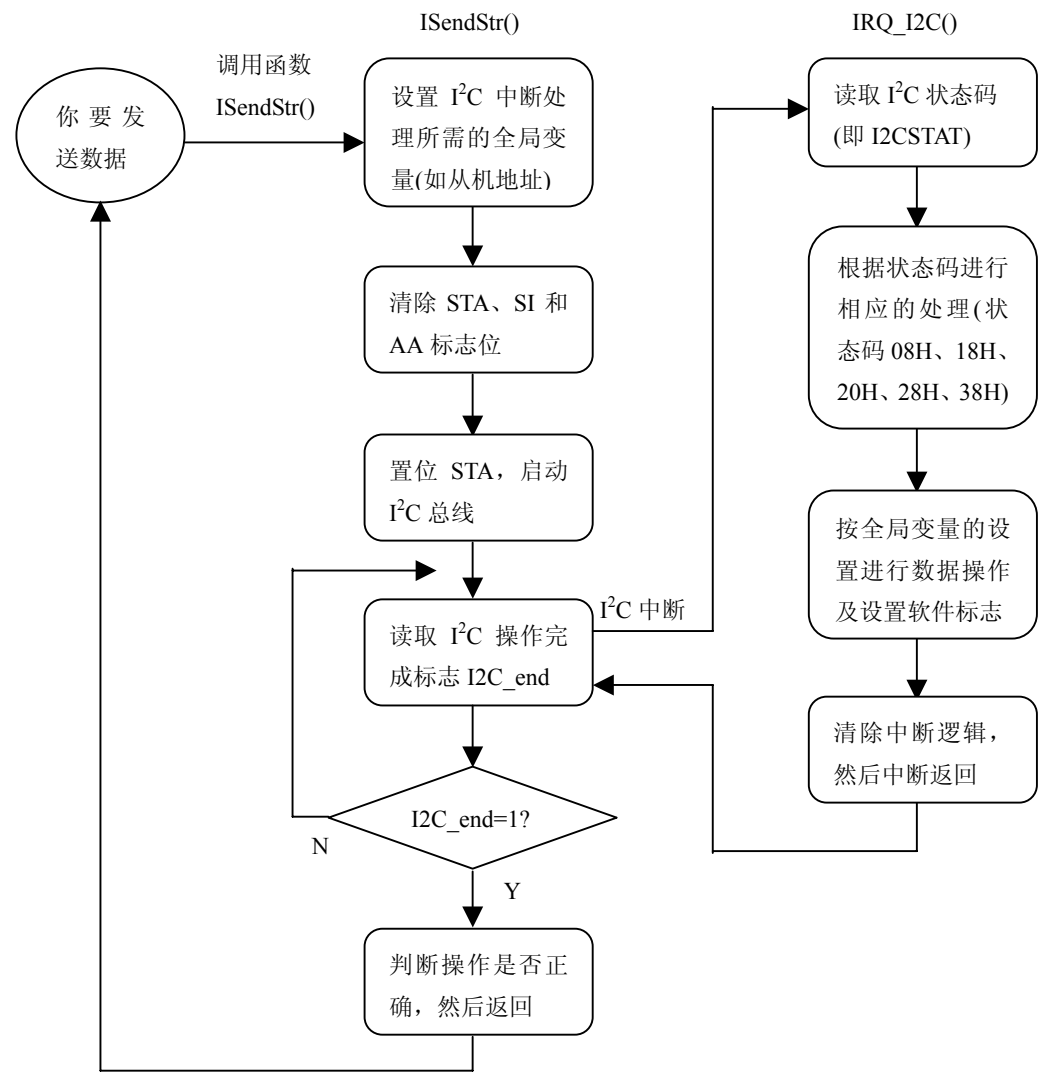 ISendStr()
IRQ_I2C()
调用函数
ISendStr()
你要发
送数据
设置 I²C 中断处
理所需的全局变
量(如从机地址)
清除 STA、SI 和
AA 标志位
置位 STA，启动
I²C 总线
读取 I²C 操作完
成标志 I2C_end
I²C 中断
I2C_end=1?
N
Y
判断操作是否正
确，然后返回
读取 I²C 状态码
(即 I2CSTAT)
根据状态码进行
相应的处理(状
态码 08H、18H、
20H、28H、38H)
按全局变量的设
置进行数据操作
及设置软件标志
清除中断逻辑，
然后中断返回